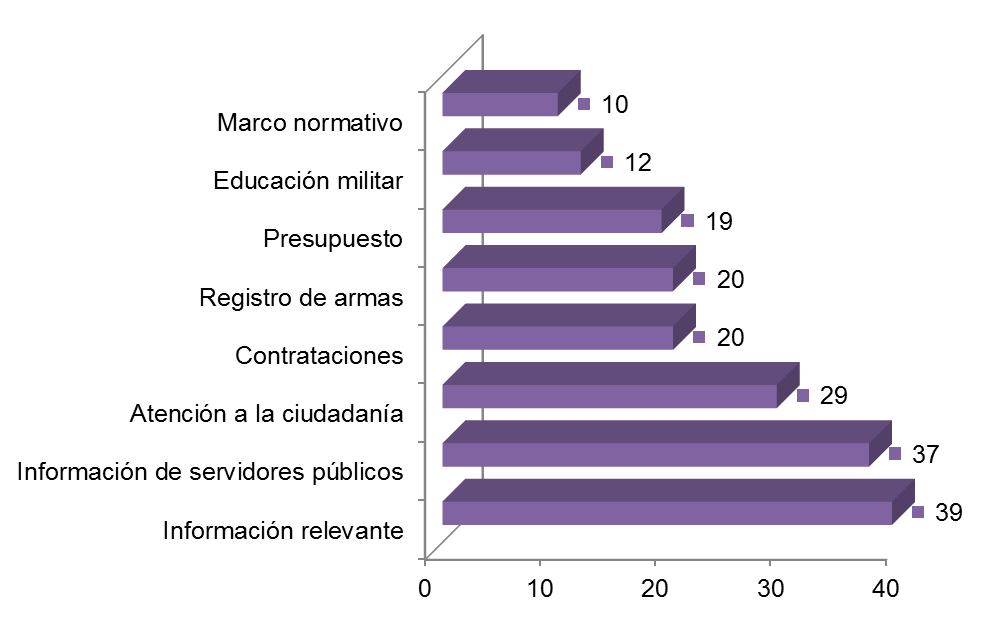 Marco normativo 10
Educación militar 12
Presupuesto 19
Registro de armas 20
Contrataciones 20
Atención a la ciudadanía 29
Información de servidores públicos 37
Información relevante 39
0 10 20 30 40